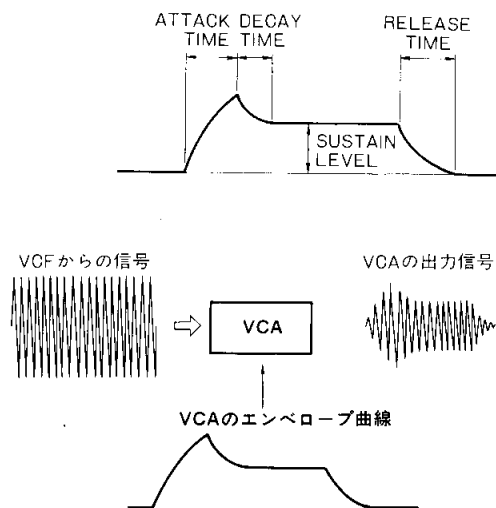 ATTACK DECAY RELEASE
TIME TIME TIME
SUSTAIN
LEVEL
VCFからの信号
VCAの出力信号
VCA
VCAのエンベロープ曲線